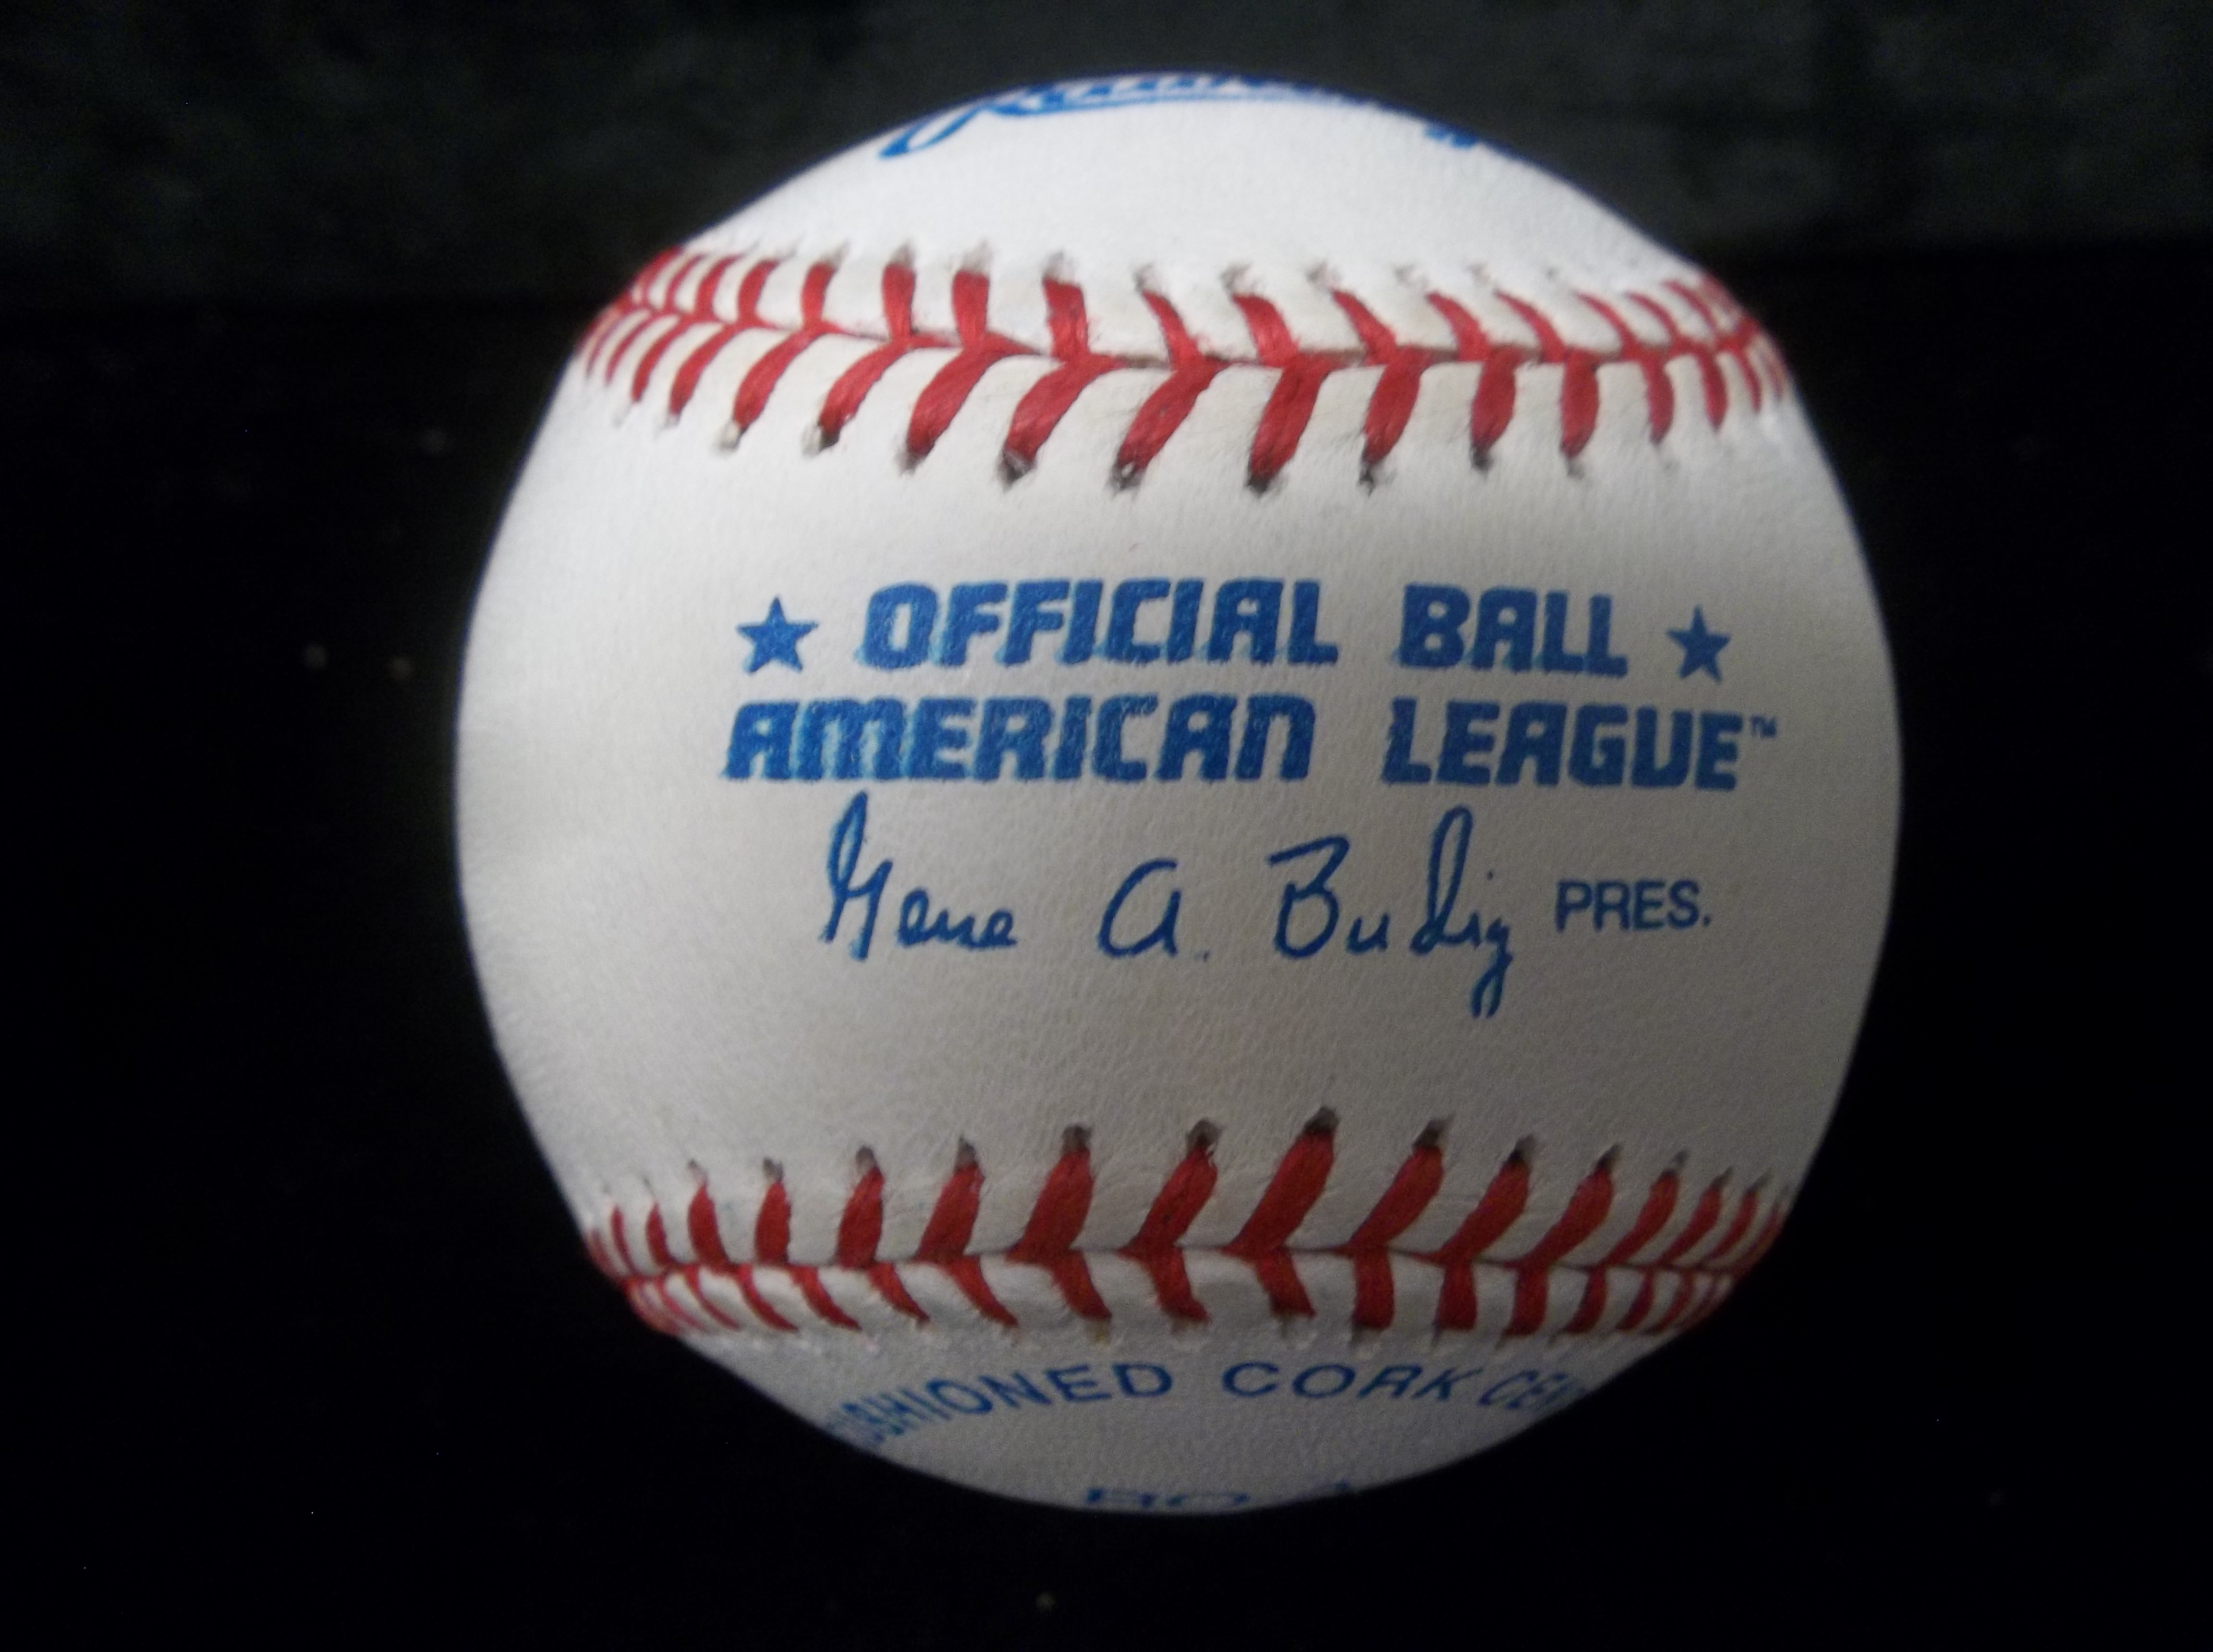 ★ OFFICIAL BALL ★
AMERICAN LEAGUE™
Gene A. Budig PRES.
CORK